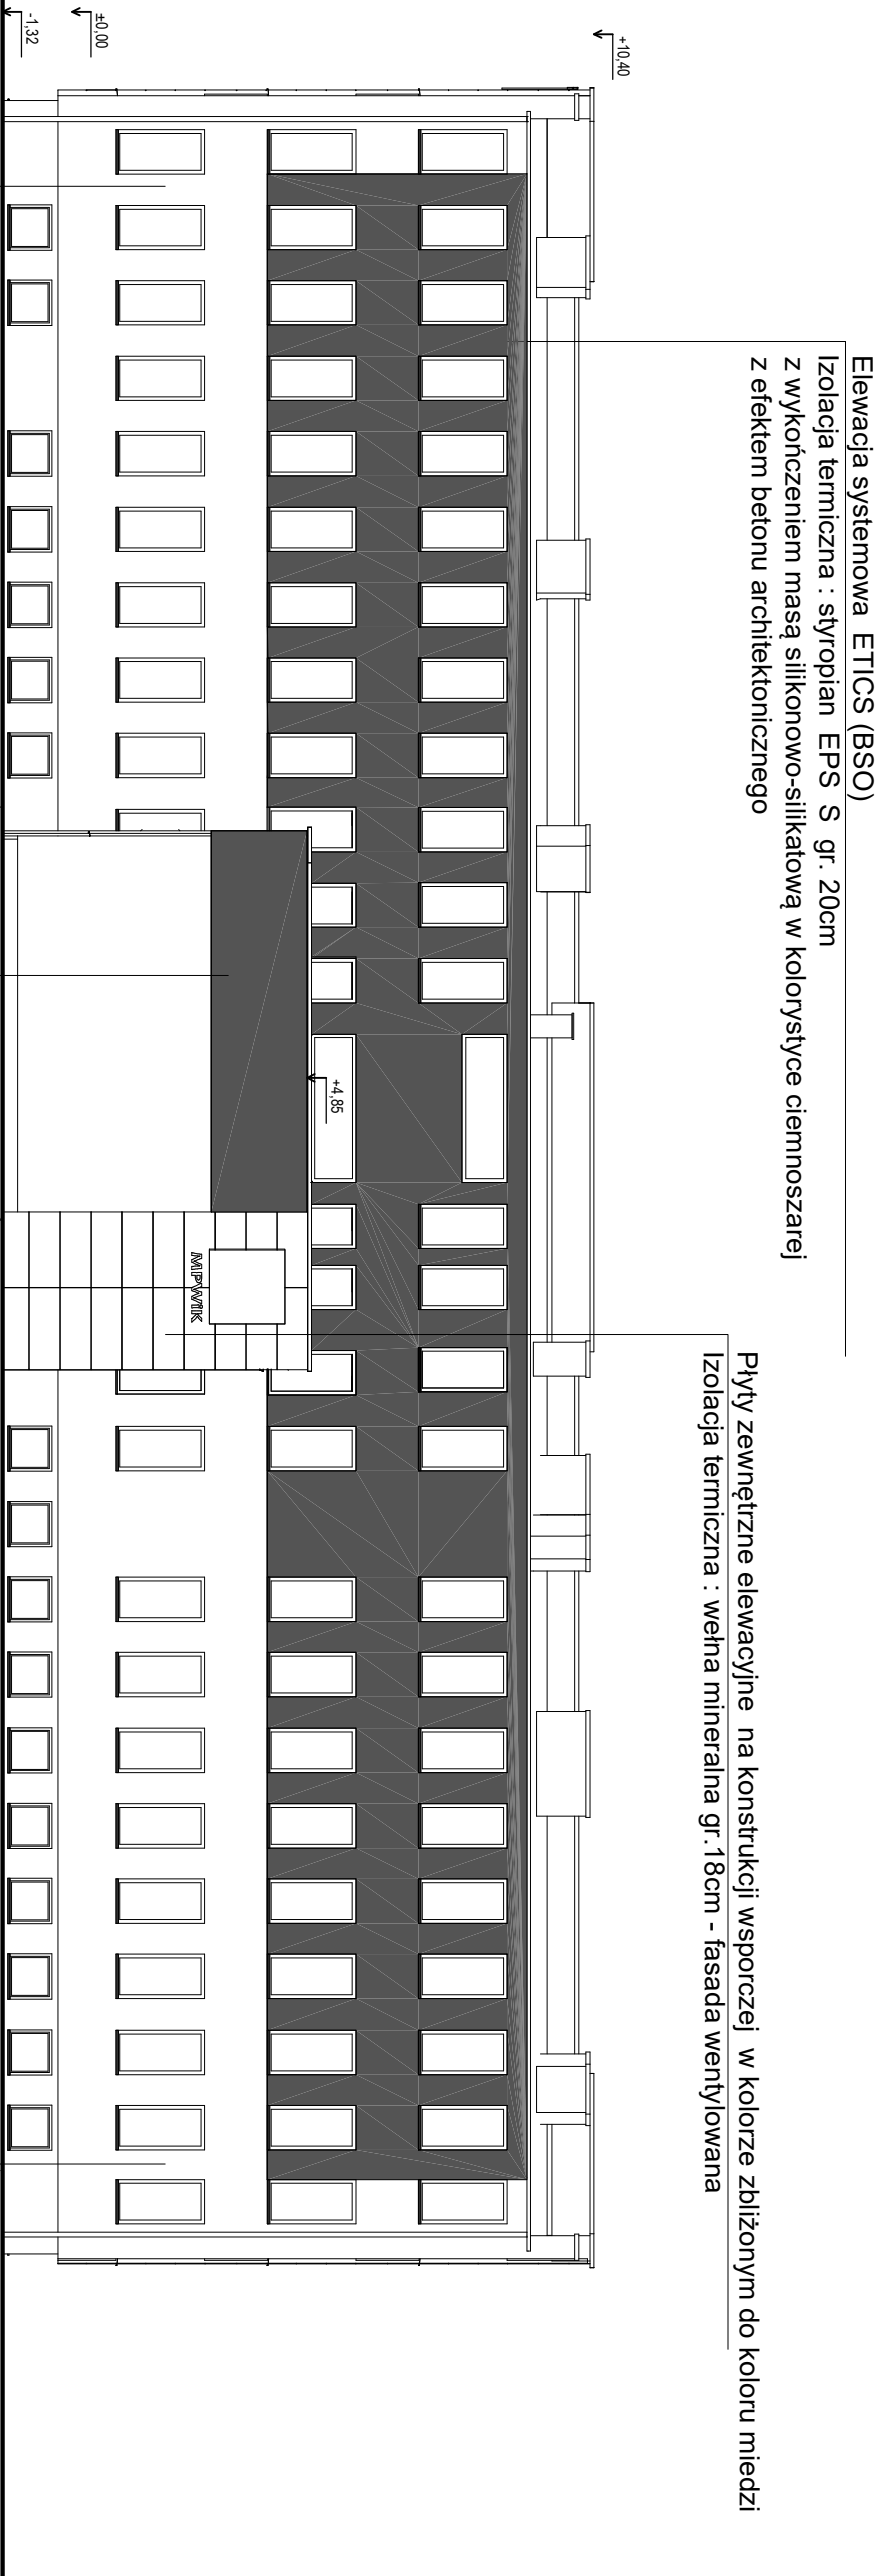 Elewacja systemowa ETICS (BSO)
Izolacja termiczna : styropian EPS S gr. 20cm
z wykończeniem masą silikonowo-silikatową w kolorystyce ciemnoszarej
z efektem betonu architektonicznego
Płyty zewnętrzne elewacyjne na konstrukcji wsporczej w kolorze zbliżonym do koloru miedzi
Izolacja termiczna : wełna mineralna gr.18cm - fasada wentylowana
+10,40
+4,85
MPWiK
±0,00
-1,32